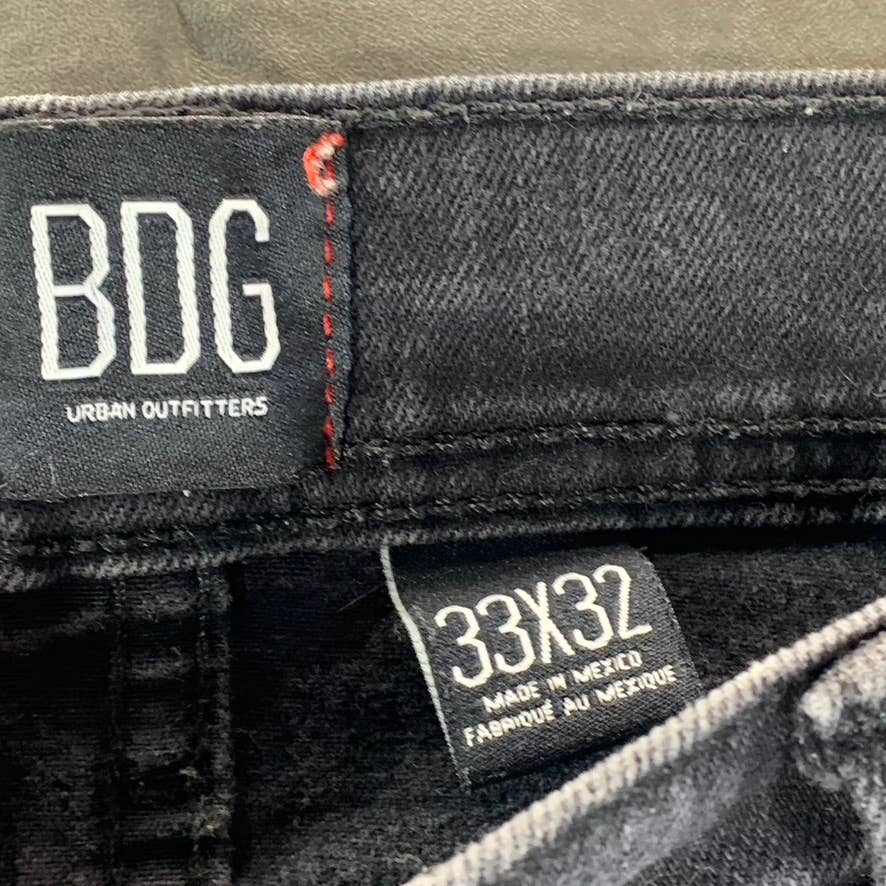 BDG
URBAN OUTFITTERS
33X32
MADE IN MEXICO
FABRIQUÉ AU MEXIQUE